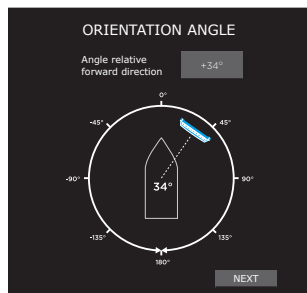 ORIENTATION ANGLE
Angle relative
forward direction
+34°
0°
-45°
45°
-90°
34°
90°
-135°
135°
180°
NEXT